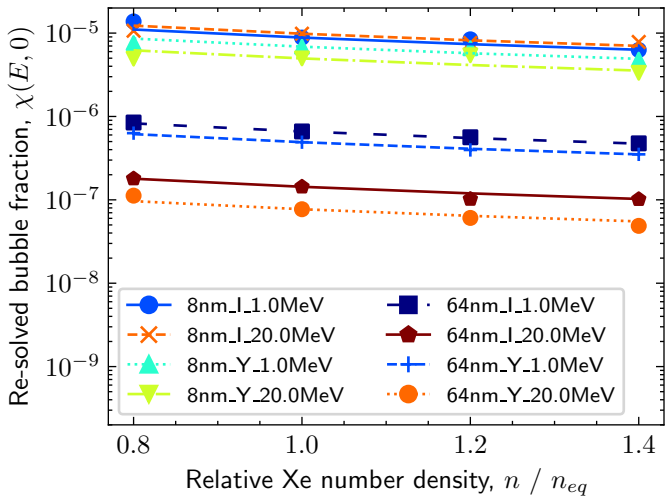 Re-solved bubble fraction, χ(E, 0)
10⁻⁵
10⁻⁶
10⁻⁷
10⁻⁸
10⁻⁹
8nm_I_1.0MeV
8nm_I_20.0MeV
8nm_Y_1.0MeV
8nm_Y_20.0MeV
64nm_I_1.0MeV
64nm_I_20.0MeV
64nm_Y_1.0MeV
64nm_Y_20.0MeV
0.8 1.0 1.2 1.4
Relative Xe number density, n / n_eq